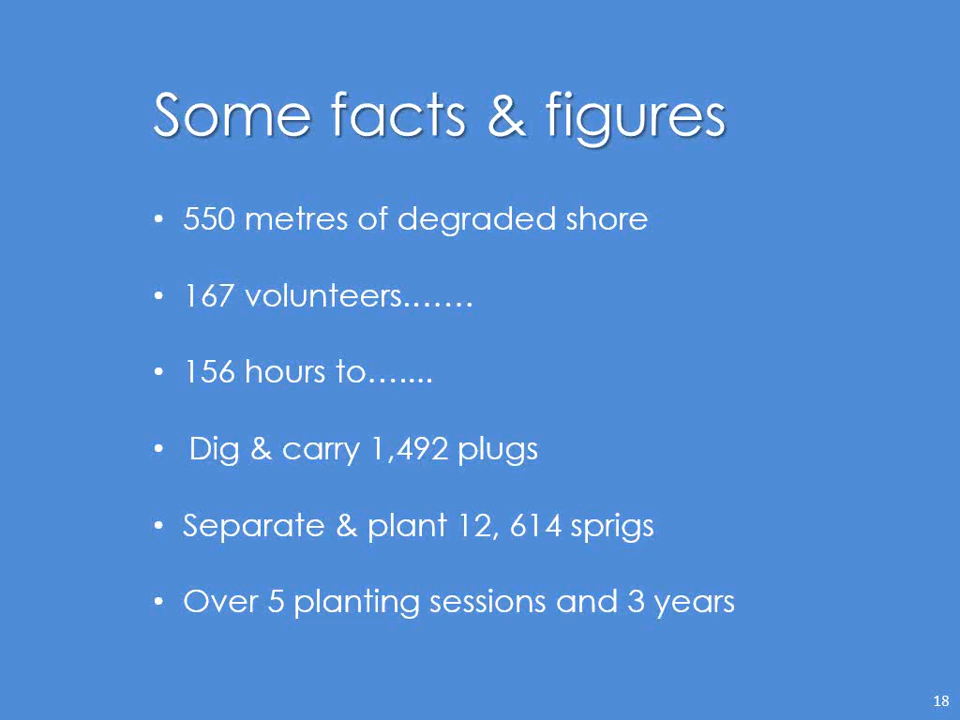 Some facts & figures
• 550 metres of degraded shore
• 167 volunteers.……
• 156 hours to…....
• Dig & carry 1,492 plugs
• Separate & plant 12, 614 sprigs
• Over 5 planting sessions and 3 years
18